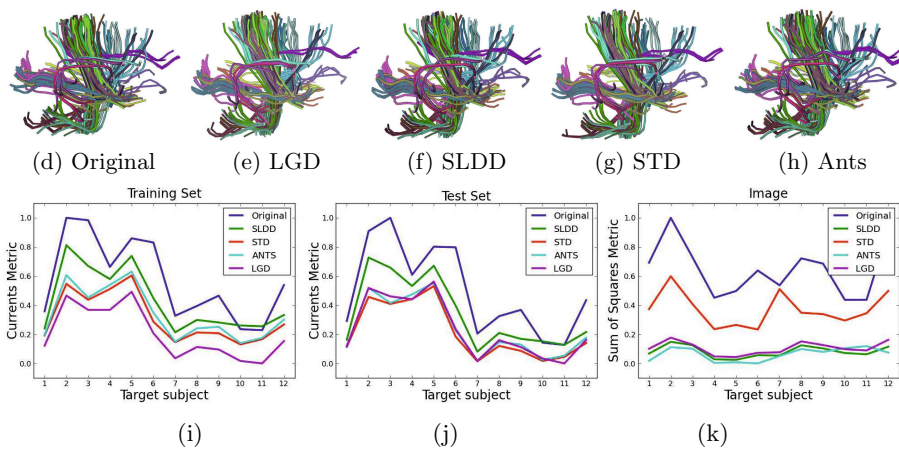 (d) Original (e) LGD (f) SLDD (g) STD (h) Ants
Training Set
Currents Metric
1.0
0.8
0.6
0.4
0.2
0.0
Original
SLDD
STD
ANTS
LGD
1 2 3 4 5 6 7 8 9 10 11 12
Target subject
(i)
Test Set
Currents Metric
1.0
0.8
0.6
0.4
0.2
0.0
Original
SLDD
STD
ANTS
LGD
1 2 3 4 5 6 7 8 9 10 11 12
Target subject
(j)
Image
Sum of Squares Metric
1.0
0.8
0.6
0.4
0.2
0.0
Original
SLDD
STD
ANTS
LGD
1 2 3 4 5 6 7 8 9 10 11 12
Target subject
(k)